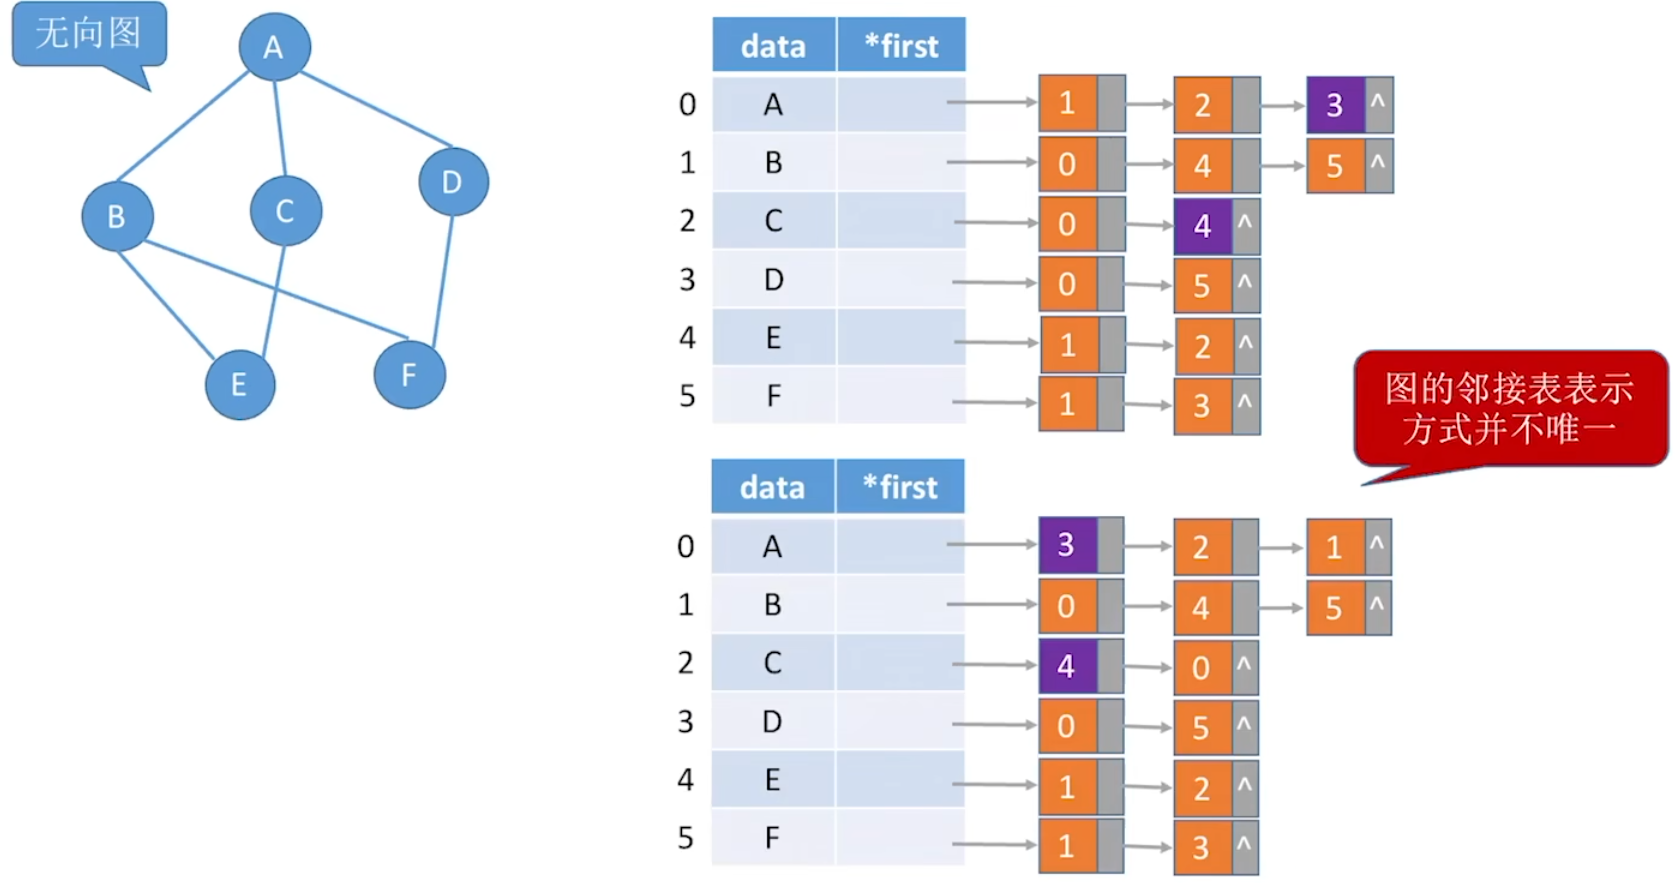 无向图
A
B
C
D
E
F
data *first
0 A 1 2 3 ^
1 B 0 4 5 ^
2 C 0 4 ^
3 D 0 5 ^
4 E 1 2 ^
5 F 1 3 ^
图的邻接表表示
方式并不唯一
data *first
0 A 3 2 1 ^
1 B 0 4 5 ^
2 C 4 0 ^
3 D 0 5 ^
4 E 1 2 ^
5 F 1 3 ^